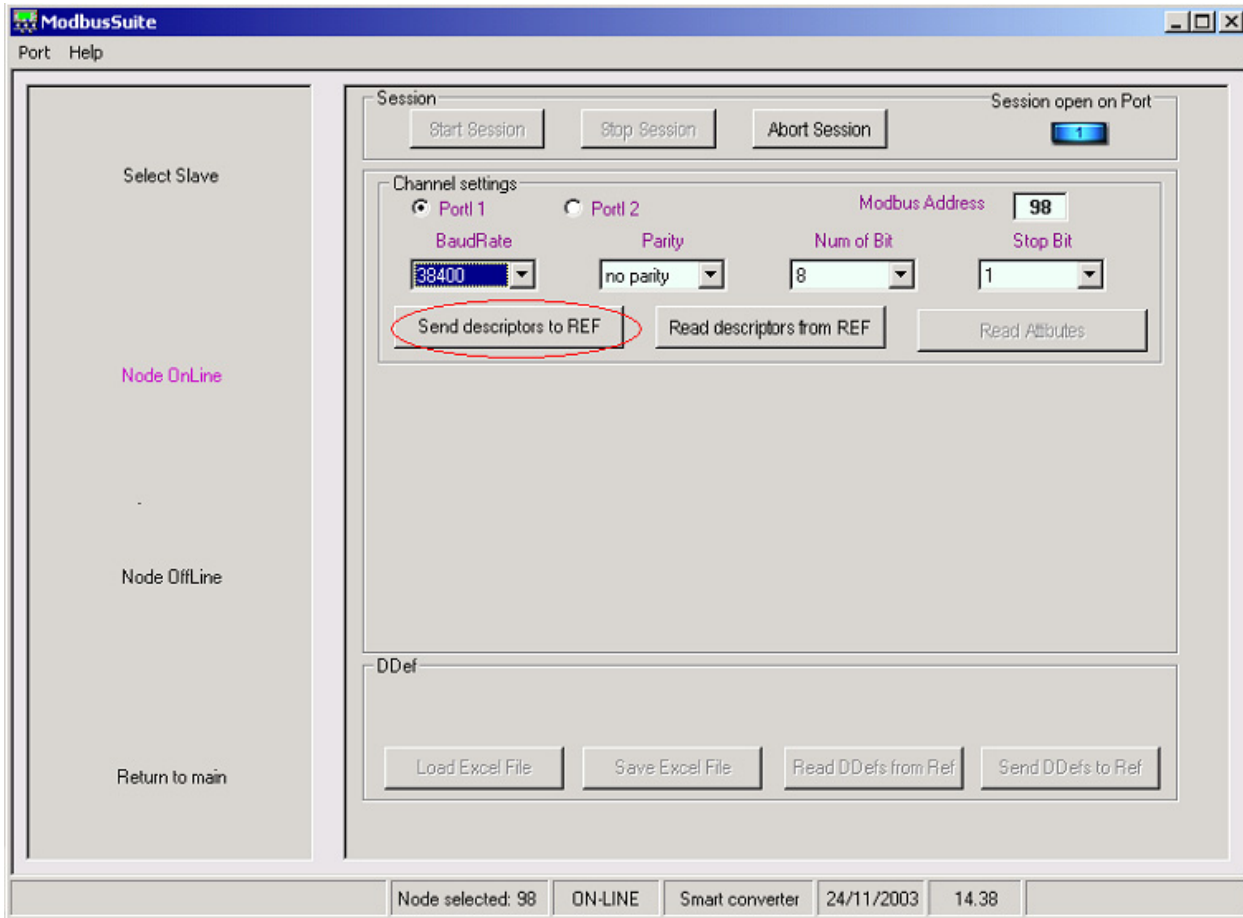 ModbusSuite
Port Help
Session
Session open on Port
Start Session Stop Session Abort Session
1
Select Slave
Channel settings
Portl 1 Portl 2 Modbus Address 98
BaudRate Parity Num of Bit Stop Bit
38400 no parity 8 1
Send descriptors to REF Read descriptors from REF Read Attibutes
Node OnLine
-
Node OffLine
DDef
Load Excel File Save Excel File Read DDefs from Ref Send DDefs to Ref
Return to main
Node selected: 98 ON-LINE Smart converter 24/11/2003 14.38